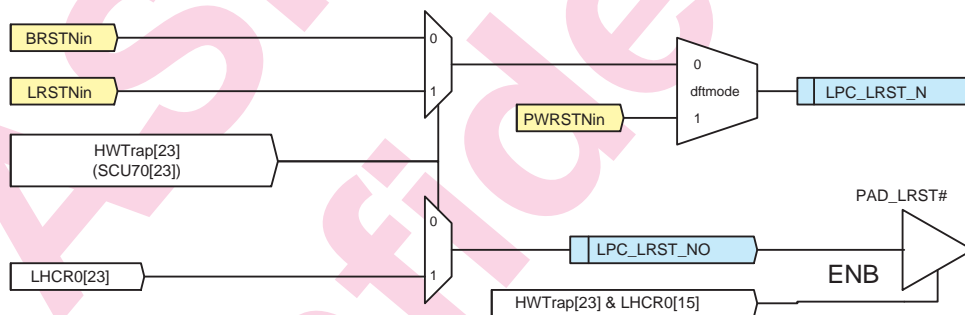 BRSTNin
0
LRSTNin
1
0
dftmode
1
PWRSTNin
LPC_LRST_N
HWTrap[23]
(SCU70[23])
PAD_LRST#
0
LPC_LRST_NO
1
LHCR0[23]
ENB
HWTrap[23] & LHCR0[15]